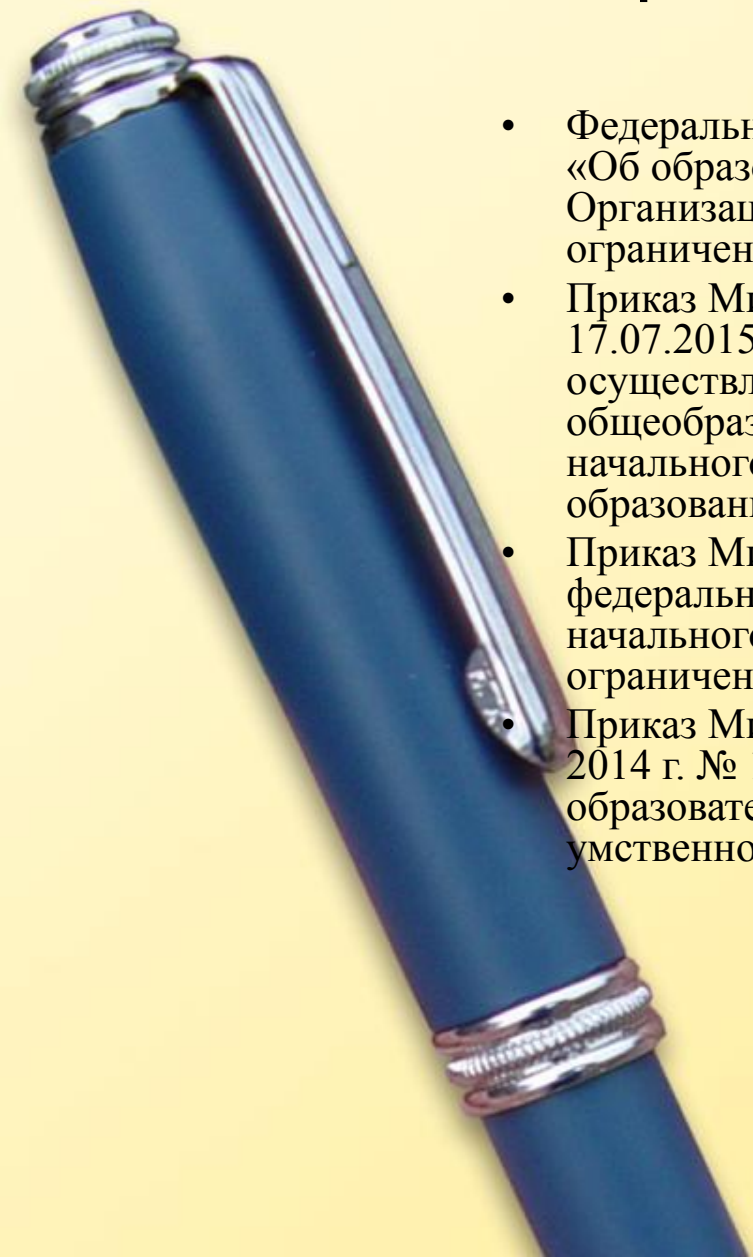 • Федеральн
«Об образо
Организац
ограничен
• Приказ Ми
17.07.2015
осуществл
общеобраз
начального
образовани
• Приказ Ми
федеральн
начального
ограничен
• Приказ Ми
2014 г. № 1
образовате
умственно